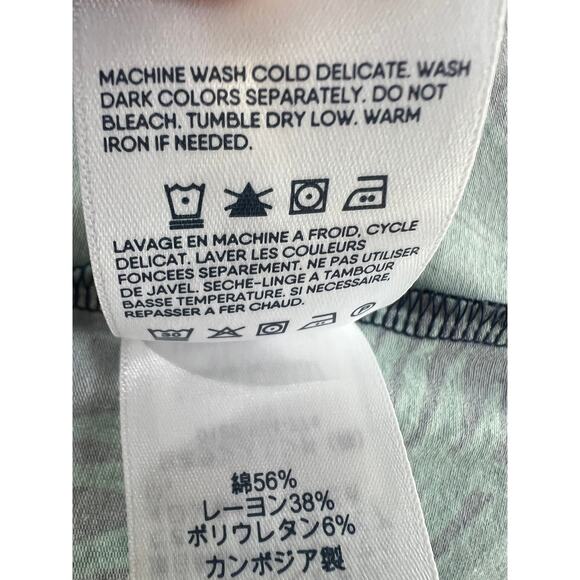 MACHINE WASH COLD DELICATE. WASH
DARK COLORS SEPARATELY. DO NOT
BLEACH. TUMBLE DRY LOW. WARM
IRON IF NEEDED.
LAVAGE EN MACHINE A FROID, CYCLE
DELICAT. LAVER LES COULEURS
FONCEES SEPAREMENT. NE PAS UTILISER
DE JAVEL. SECHE-LINGE A TAMBOUR
BASSE TEMPERATURE. SI NECESSAIRE,
REPASSER A FER CHAUD.
30
綿56%
レーヨン38%
ポリウレタン6%
カンボジア製